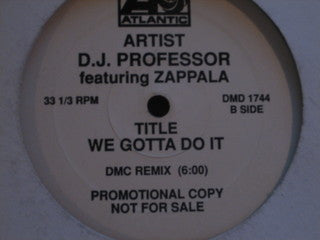 ATLANTIC
ARTIST
D.J. PROFESSOR
featuring ZAPPALA
33 1/3 RPM
DMD 1744
B SIDE
TITLE
WE GOTTA DO IT
DMC REMIX (6:00)
PROMOTIONAL COPY
NOT FOR SALE